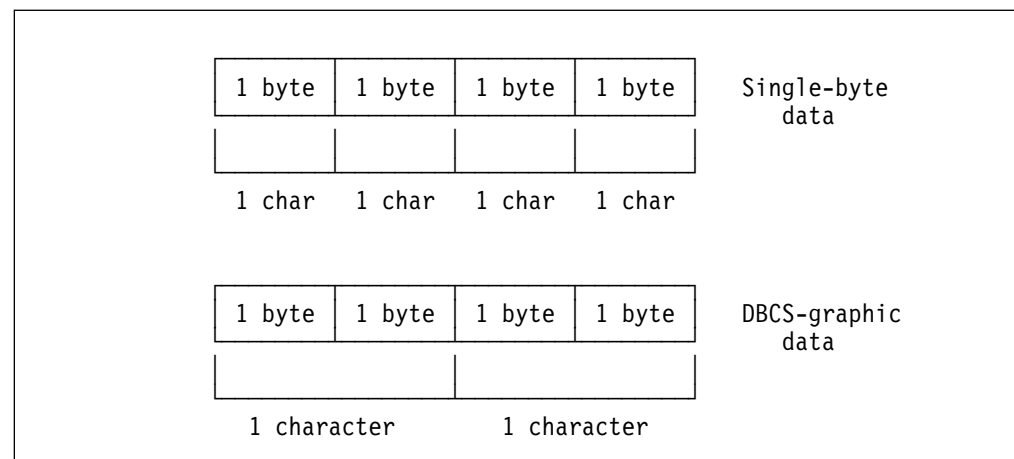 1 byte 1 byte 1 byte 1 byte Single-byte
data
1 char 1 char 1 char 1 char
1 byte 1 byte 1 byte 1 byte DBCS-graphic
data
1 character 1 character